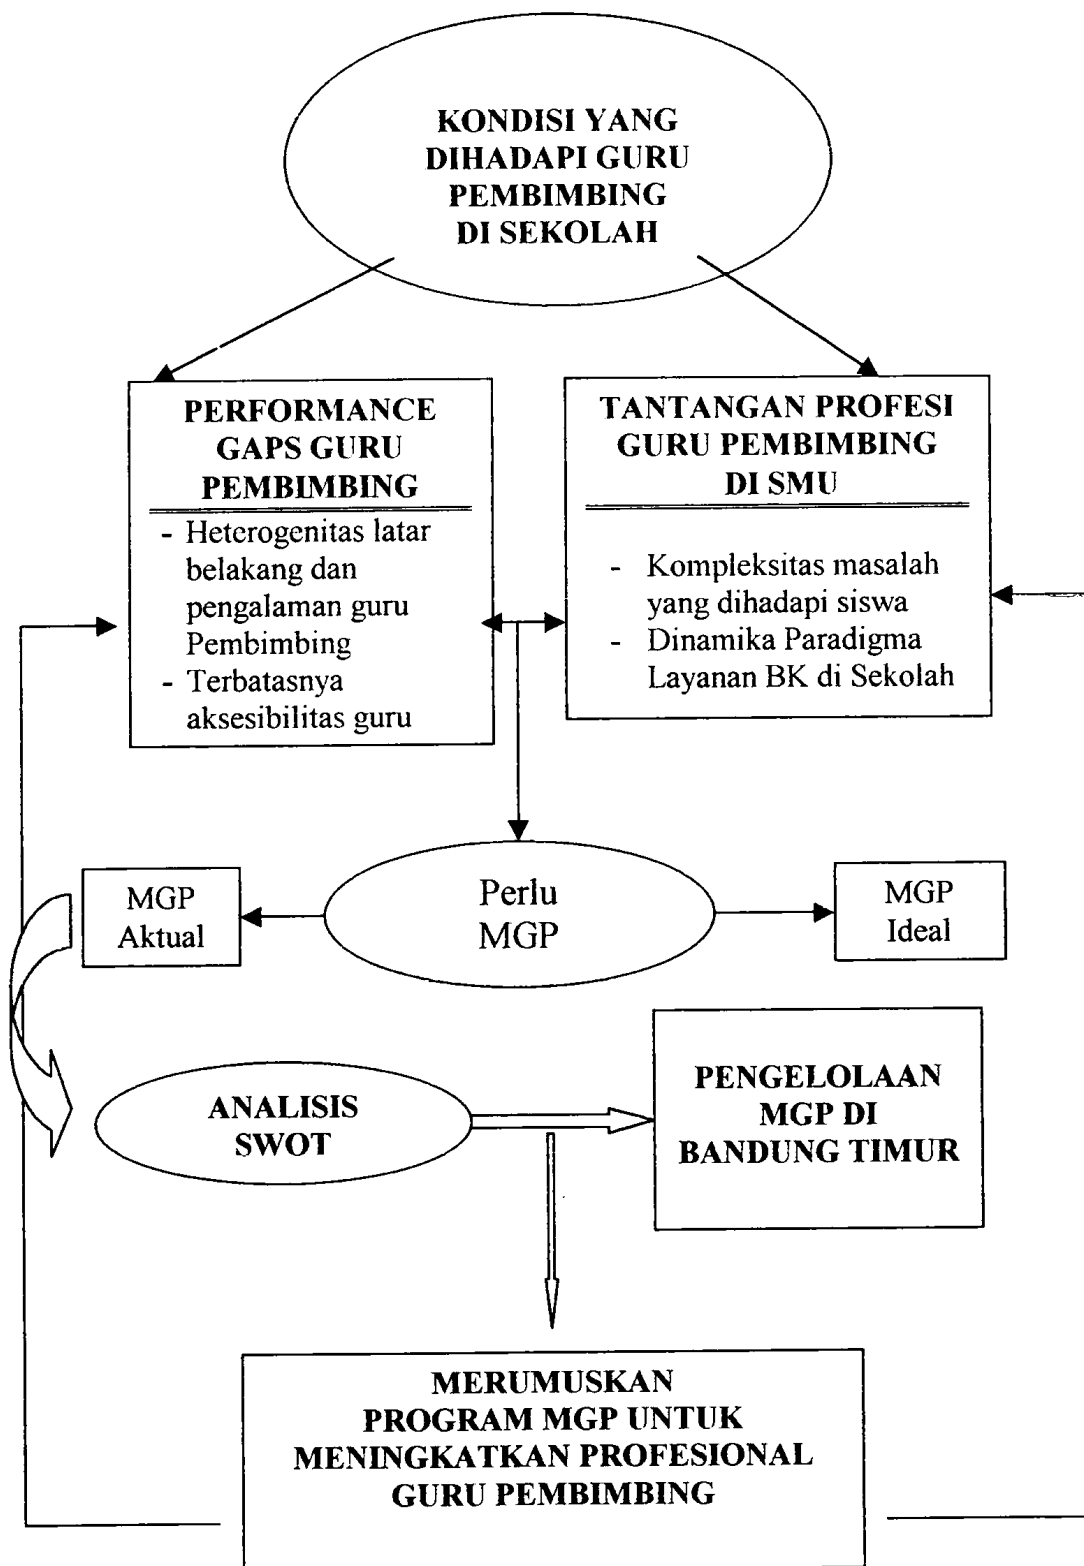 KONDISI YANG
DIHADAPI GURU
PEMBIMBING
DI SEKOLAH
PERFORMANCE
GAPS GURU
PEMBIMBING
- Heterogenitas latar
belakang dan
pengalaman guru
Pembimbing
- Terbatasnya
aksesibilitas guru
TANTANGAN PROFESI
GURU PEMBIMBING
DI SMU
- Kompleksitas masalah
yang dihadapi siswa
- Dinamika Paradigma
Layanan BK di Sekolah
MGP
Aktual
Perlu
MGP
MGP
Ideal
ANALISIS
SWOT
PENGELOLAAN
MGP DI
BANDUNG TIMUR
MERUMUSKAN
PROGRAM MGP UNTUK
MENINGKATKAN PROFESIONAL
GURU PEMBIMBING